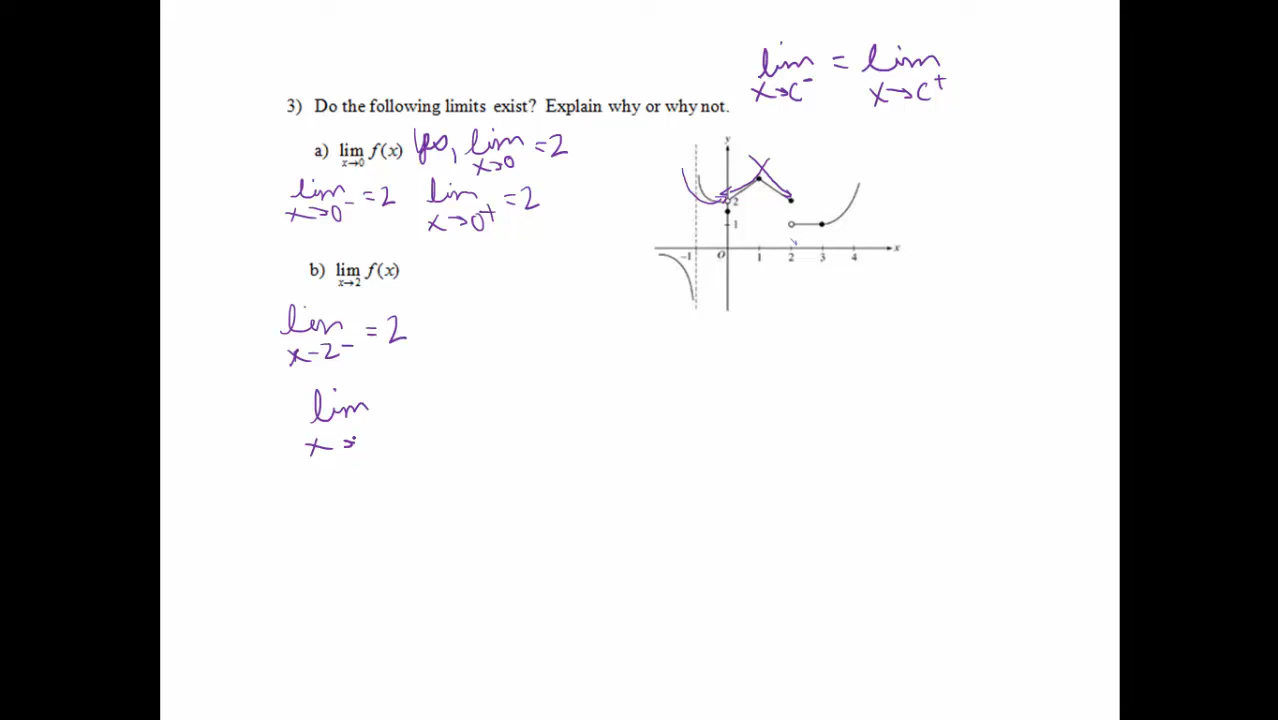 lim = lim
x→c⁻ x→c⁺
3) Do the following limits exist? Explain why or why not.
a) lim f(x) Yes, lim = 2
x→0 x→0
lim = 2 lim = 2
x→0⁻ x→0⁺
b) lim f(x)
x→2
lim = 2
x-2⁻
lim
x→
y
2
1
-1 O 1 2 3 4 x